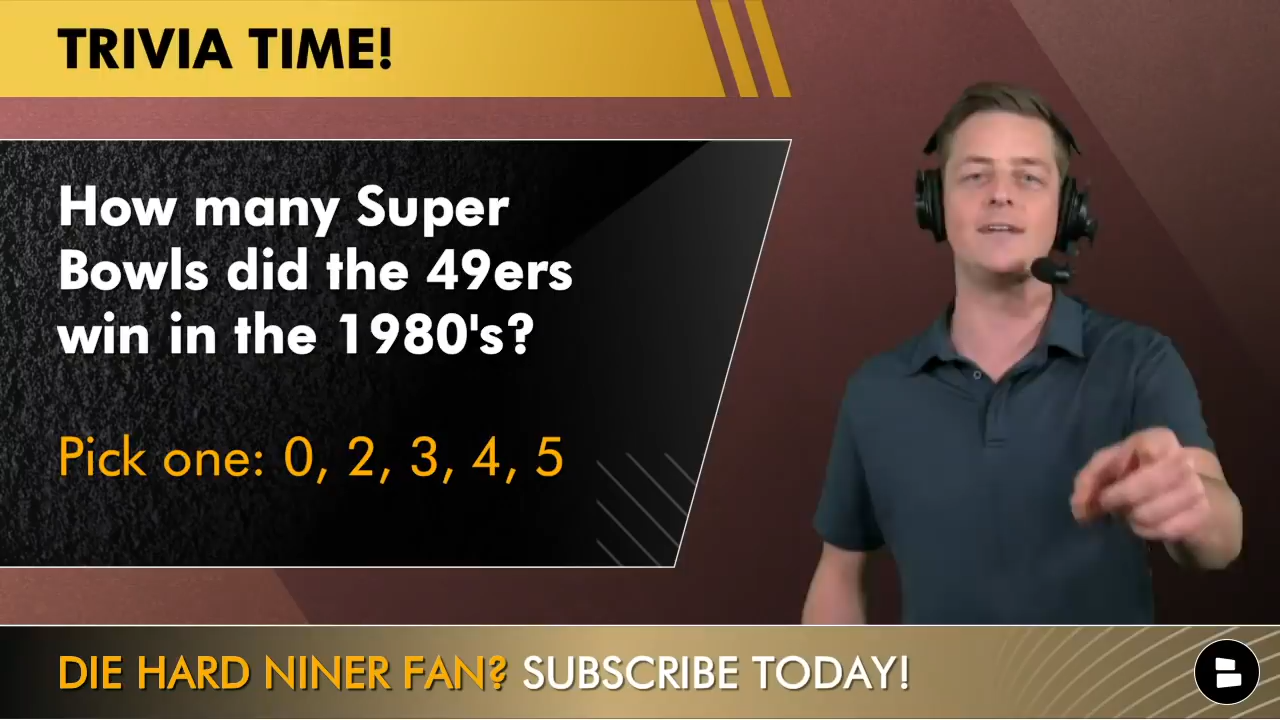 TRIVIA TIME!
How many Super
Bowls did the 49ers
win in the 1980's?
Pick one: 0, 2, 3, 4, 5
DIE HARD NINER FAN? SUBSCRIBE TODAY!